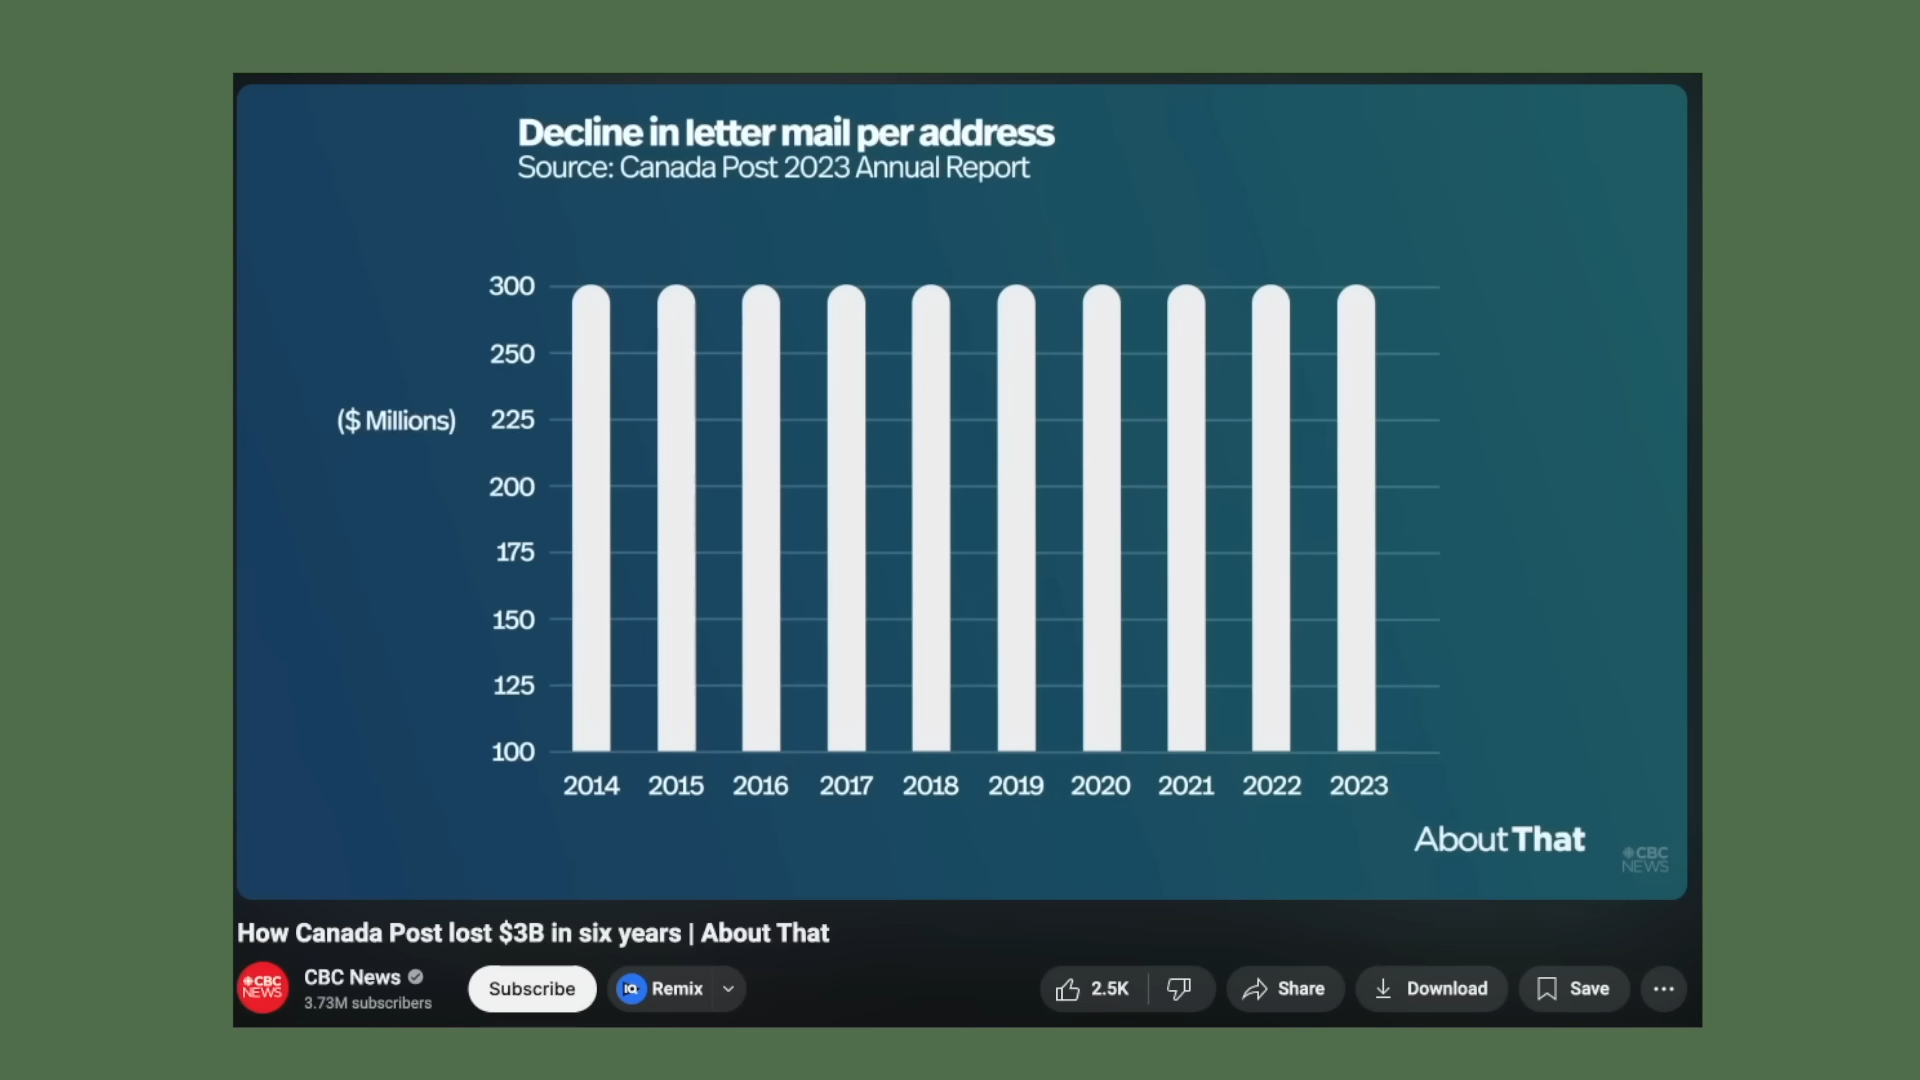 Decline in letter mail per address
Source: Canada Post 2023 Annual Report
300
250
($ Millions) 225
200
175
150
125
100
2014 2015 2016 2017 2018 2019 2020 2021 2022 2023
About That
CBC
NEWS
How Canada Post lost $3B in six years | About That
CBC
NEWS
CBC News
3.73M subscribers
Subscribe
IQ
Remix
2.5K
Share
Download
Save